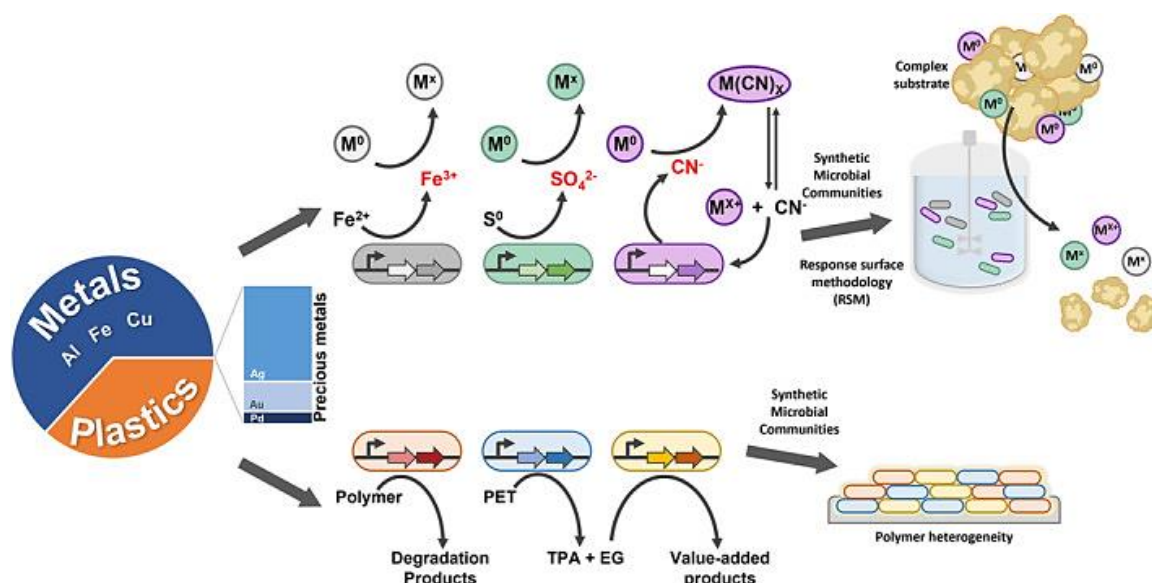 Metals
Al Fe Cu
Plastics
Ag
Au
Pd
Precious metals
M⁰
Mˣ
Fe²⁺
Fe³⁺
M⁰
Mˣ
S⁰
SO₄²⁻
M⁰
M(CN)ₓ
CN⁻
Mˣ⁺ + CN⁻
Synthetic
Microbial
Communities
Response surface
methodology
(RSM)
Complex
substrate
M⁰
M⁰
M⁰
M⁰
M⁰
M⁰
Mˣ⁺
Mˣ
Mˣ
Polymer
Degradation
Products
PET
TPA + EG
Value-added
products
Synthetic
Microbial
Communities
Polymer heterogeneity